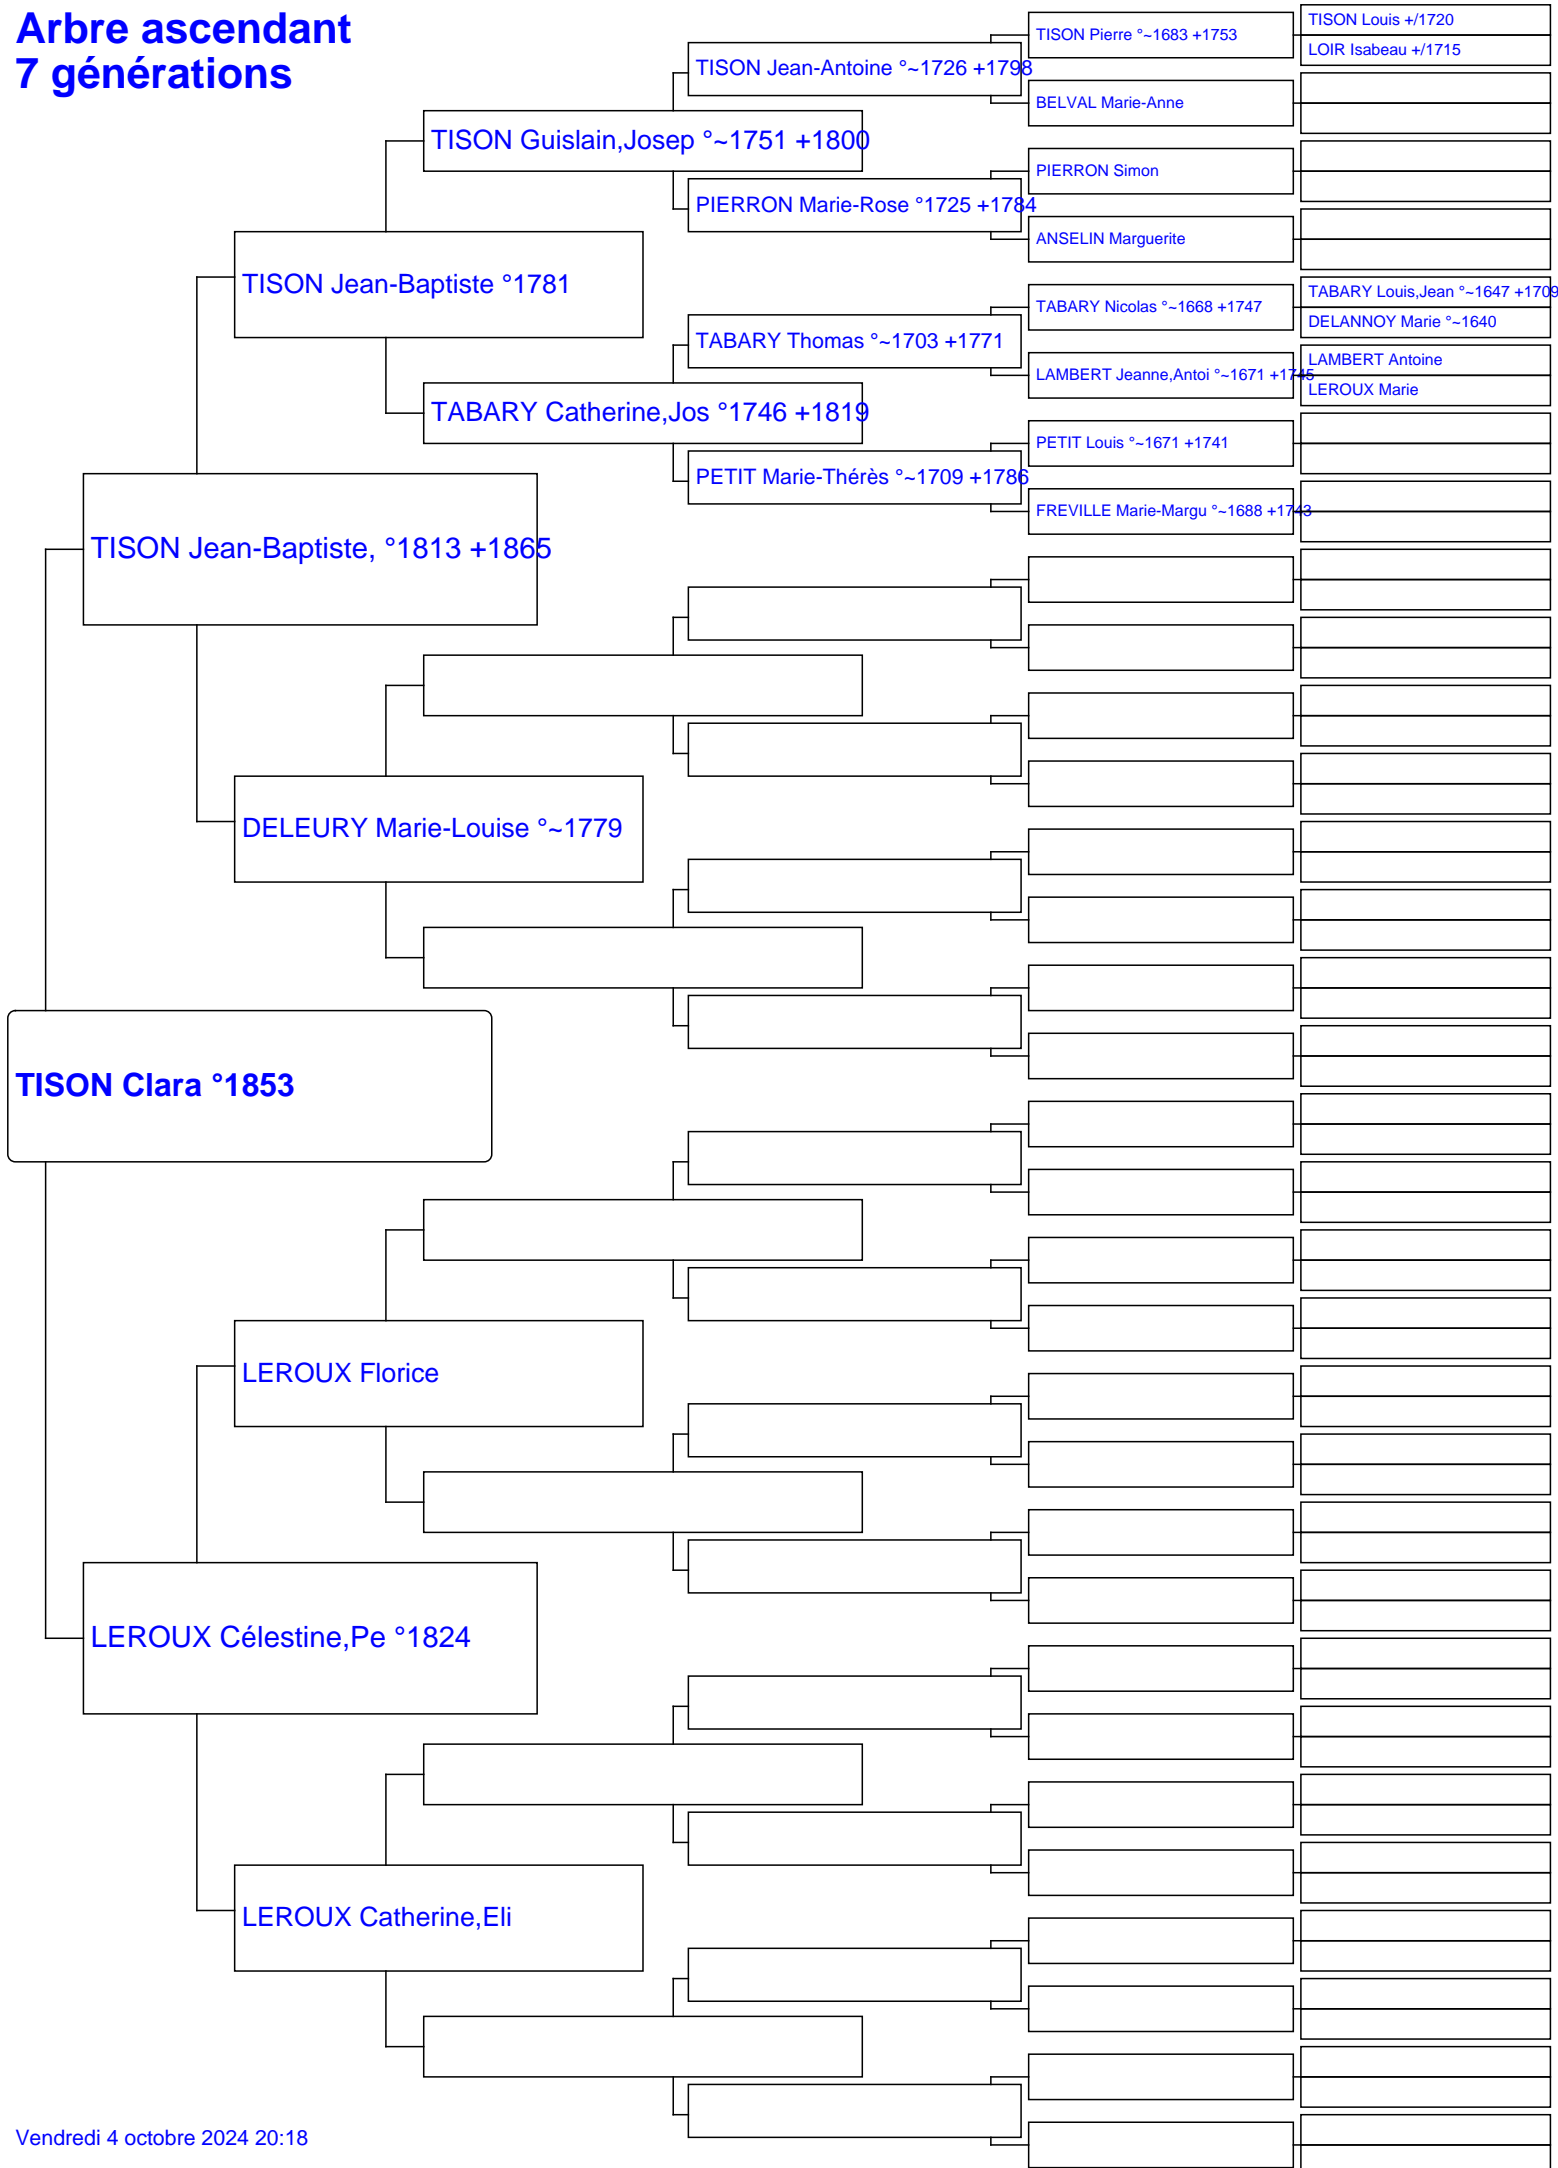 Arbre ascendant
7 générations
TISON Pierre °~1683 +1753
TISON Louis +/1720
LOIR Isabeau +/1715
TISON Jean-Antoine °~1726 +1798
BELVAL Marie-Anne
TISON Guislain,Josep °~1751 +1800
PIERRON Simon
PIERRON Marie-Rose °1725 +1784
ANSELIN Marguerite
TISON Jean-Baptiste °1781
TABARY Nicolas °~1668 +1747
TABARY Louis,Jean °~1647 +1709
DELANNOY Marie °~1640
TABARY Thomas °~1703 +1771
LAMBERT Jeanne,Antoi °~1671 +1745
LAMBERT Antoine
LEROUX Marie
TABARY Catherine,Jos °1746 +1819
PETIT Louis °~1671 +1741
PETIT Marie-Thérès °~1709 +1786
FREVILLE Marie-Margu °~1688 +1743
TISON Jean-Baptiste, °1813 +1865
DELEURY Marie-Louise °~1779
TISON Clara °1853
LEROUX Florice
LEROUX Célestine,Pe °1824
LEROUX Catherine,Eli
Vendredi 4 octobre 2024 20:18